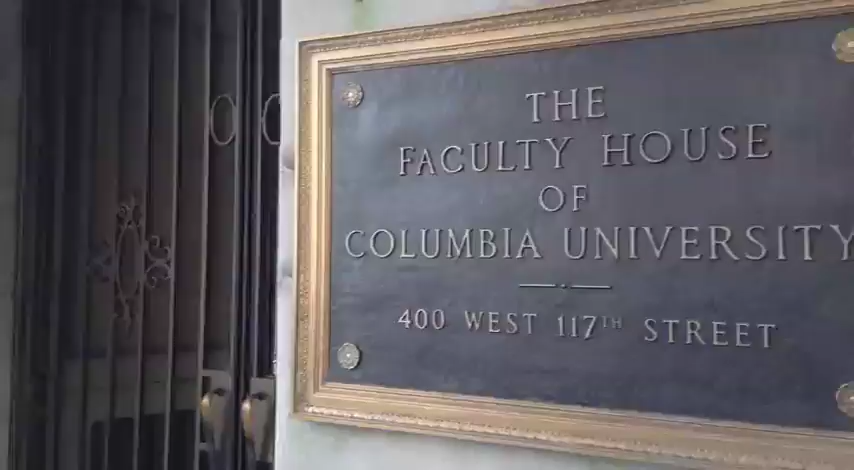 THE
FACULTY HOUSE
OF
COLUMBIA UNIVERSITY
400 WEST 117TH STREET